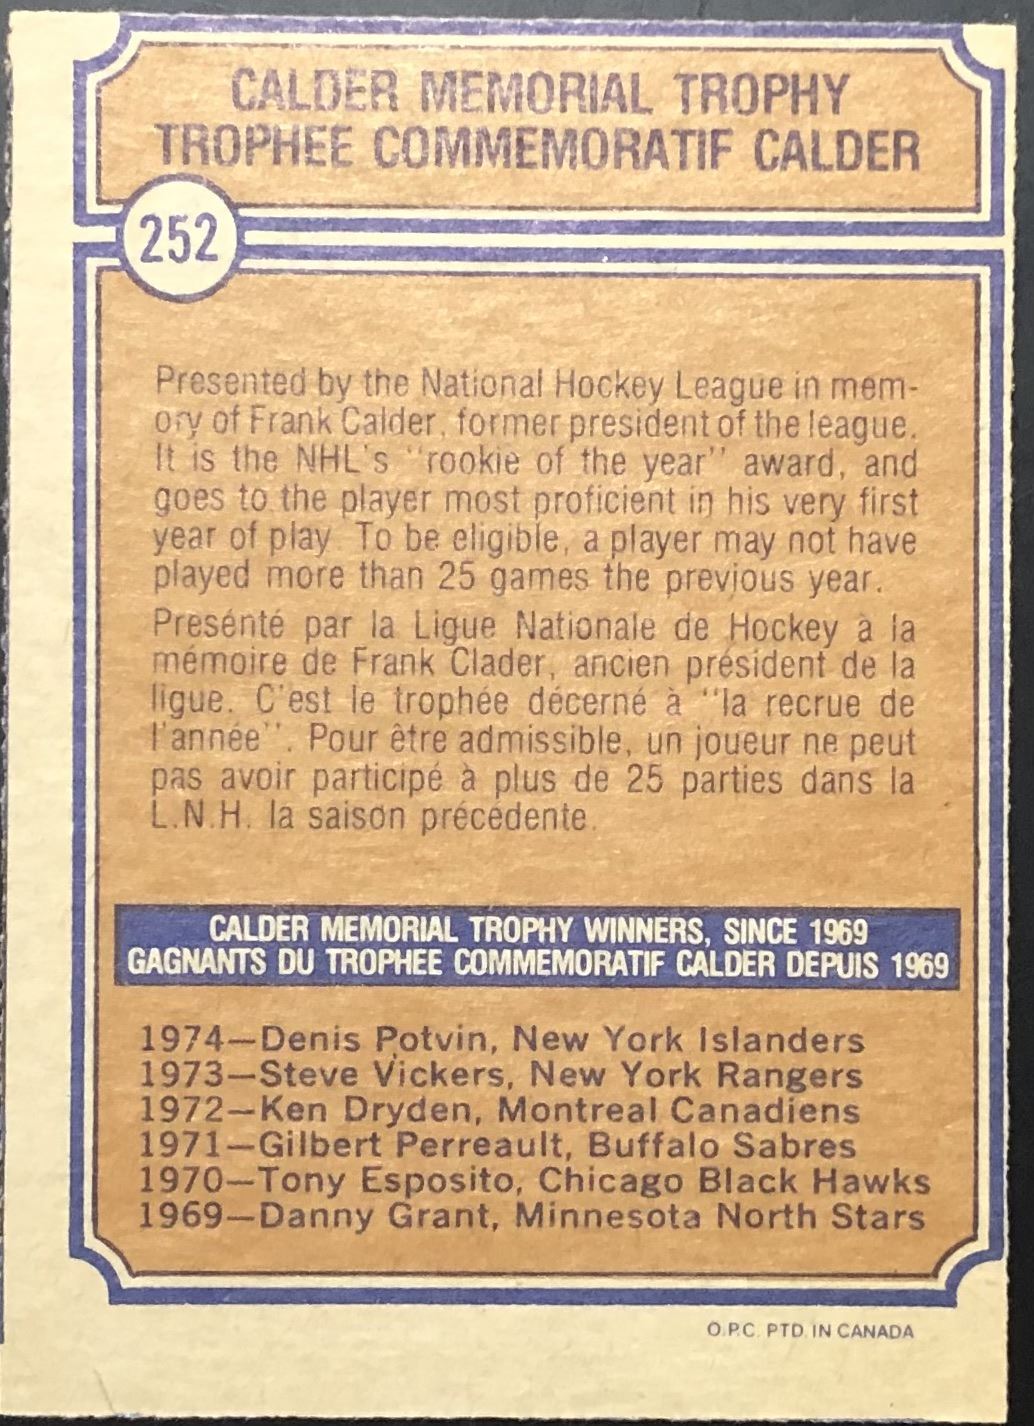 CALDER MEMORIAL TROPHY
TROPHEE COMMEMORATIF CALDER
252
Presented by the National Hockey League in mem-
ory of Frank Calder, former president of the league.
It is the NHL's "rookie of the year" award, and
goes to the player most proficient in his very first
year of play. To be eligible, a player may not have
played more than 25 games the previous year.
Présenté par la Ligue Nationale de Hockey à la
mémoire de Frank Clader, ancien président de la
ligue. C'est le trophée décerné à "la recrue de
l'année". Pour être admissible, un joueur ne peut
pas avoir participé à plus de 25 parties dans la
L.N.H. la saison précédente.
CALDER MEMORIAL TROPHY WINNERS, SINCE 1969
GAGNANTS DU TROPHEE COMMEMORATIF CALDER DEPUIS 1969
1974—Denis Potvin, New York Islanders
1973—Steve Vickers, New York Rangers
1972—Ken Dryden, Montreal Canadiens
1971—Gilbert Perreault, Buffalo Sabres
1970—Tony Esposito, Chicago Black Hawks
1969—Danny Grant, Minnesota North Stars
O.P.C. PTD. IN CANADA